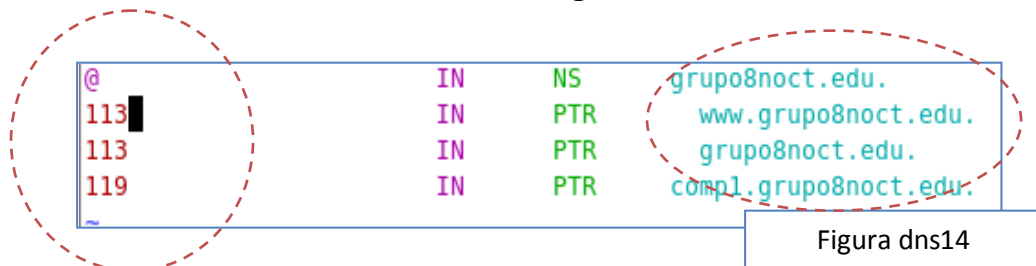 @ IN NS grupo8noct.edu.
113 IN PTR www.grupo8noct.edu.
113 IN PTR grupo8noct.edu.
119 IN PTR comp1.grupo8noct.edu.
~
Figura dns14